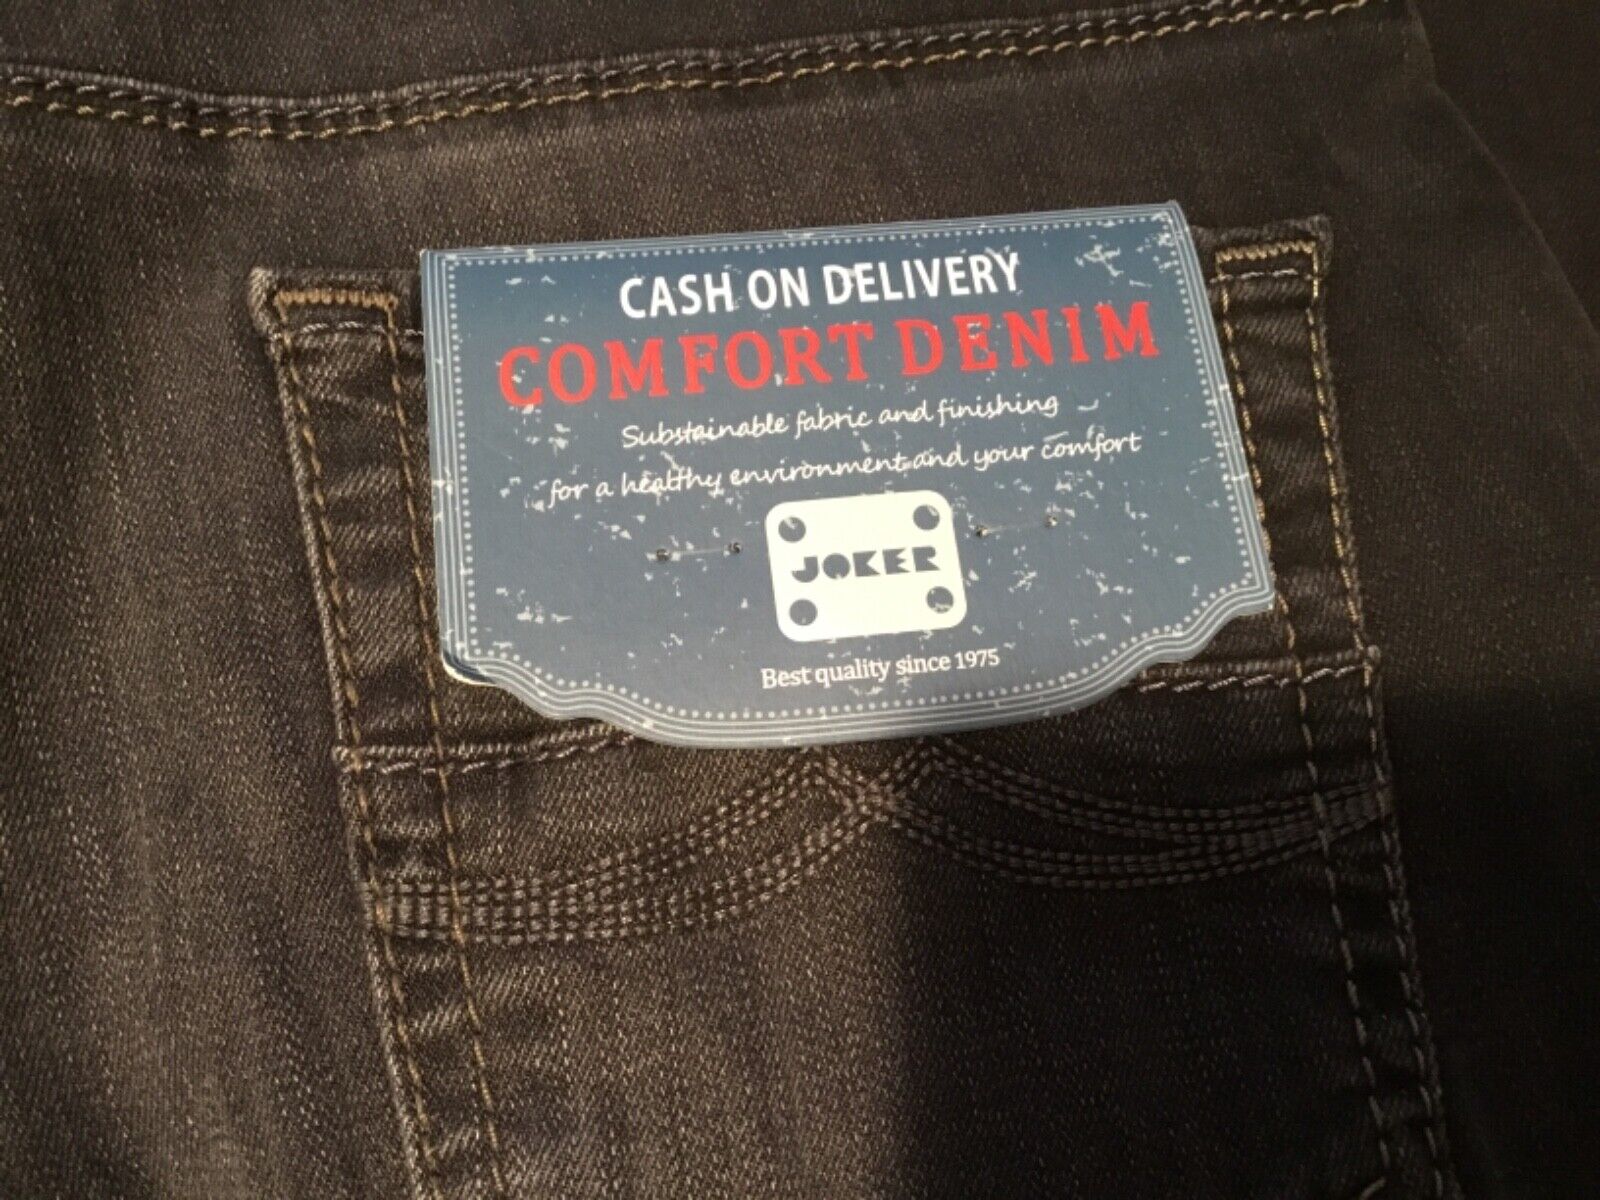 CASH ON DELIVERY
COMFORT DENIM
Substainable fabric and finishing
for a healthy environment and your comfort
JOKER
Best quality since 1975